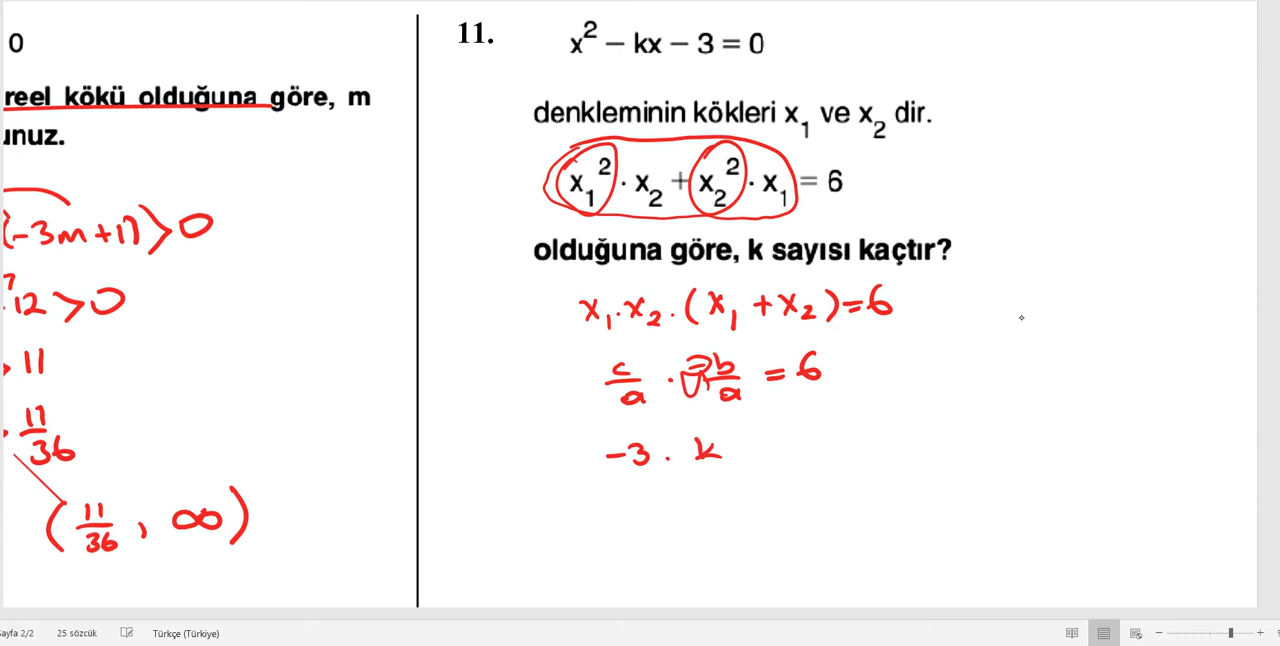 0
reel kökü olduğuna göre, m
unuz.
(-3m+11)>0
12>0
11
11/36
(11/36, ∞)
11.
x² − kx − 3 = 0
denkleminin kökleri x₁ ve x₂ dir.
x₁² · x₂ + x₂² · x₁ = 6
olduğuna göre, k sayısı kaçtır?
x₁.x₂.(x₁ + x₂)=6
c/a · -b/a = 6
-3 . k
Sayfa 2/2 25 sözcük Türkçe (Türkiye)